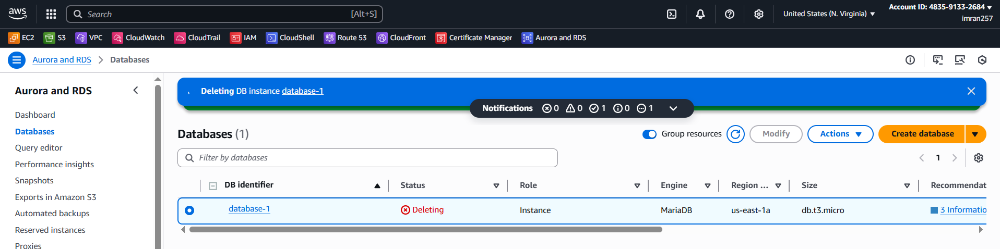 aws
Search [Alt+S]
United States (N. Virginia)
Account ID: 4835-9133-2684
imran257
EC2 S3 VPC CloudWatch CloudTrail IAM CloudShell Route 53 CloudFront Certificate Manager Aurora and RDS
Aurora and RDS > Databases
Aurora and RDS
Dashboard
Databases
Query editor
Performance insights
Snapshots
Exports in Amazon S3
Automated backups
Reserved instances
Proxies
Deleting DB instance database-1
Notifications 0 0 1 0 1
Databases (1)
Group resources Modify Actions Create database
Filter by databases
1
DB identifier Status Role Engine Region ... Size Recommendat
database-1 Deleting Instance MariaDB us-east-1a db.t3.micro 3 Informatio